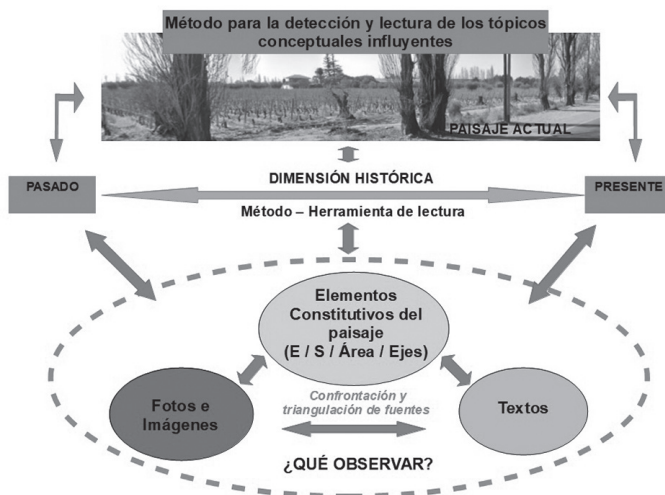 Método para la detección y lectura de los tópicos
conceptuales influyentes
PAISAJE ACTUAL
PASADO
DIMENSIÓN HISTÓRICA
PRESENTE
Método – Herramienta de lectura
Elementos
Constitutivos del
paisaje
(E / S / Área / Ejes)
Fotos e
Imágenes
Confrontación y
triangulación de fuentes
Textos
¿QUÉ OBSERVAR?